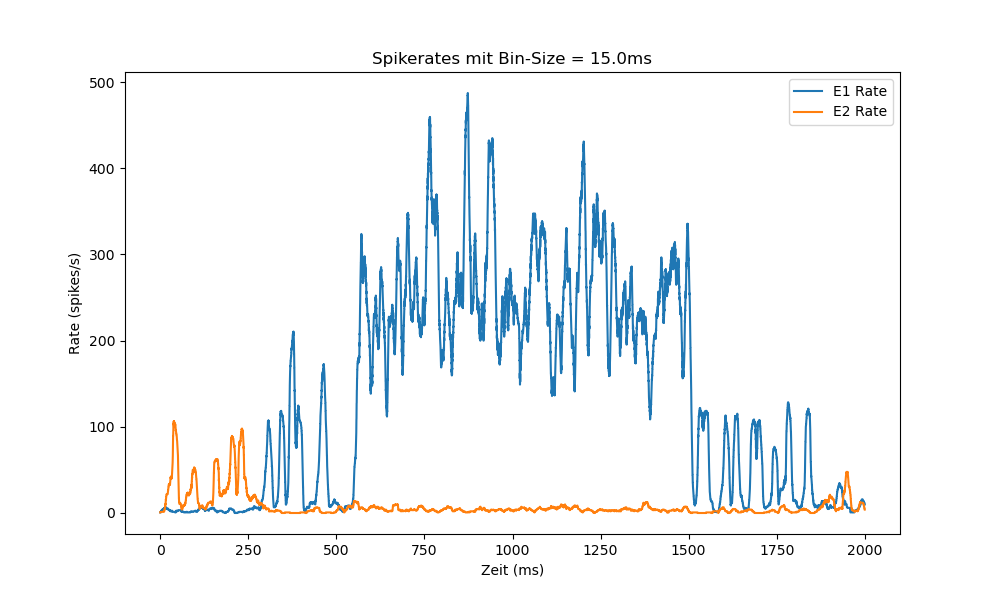 Spikerates mit Bin-Size = 15.0ms
E1 Rate
E2 Rate
Rate (spikes/s)
500
400
300
200
100
0
0 250 500 750 1000 1250 1500 1750 2000
Zeit (ms)